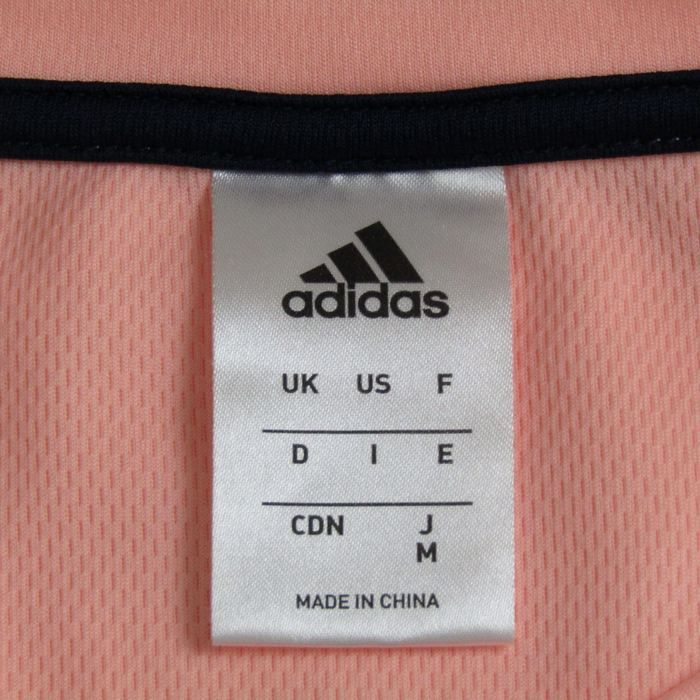 adidas
UK US F
D I E
CDN J
M
MADE IN CHINA